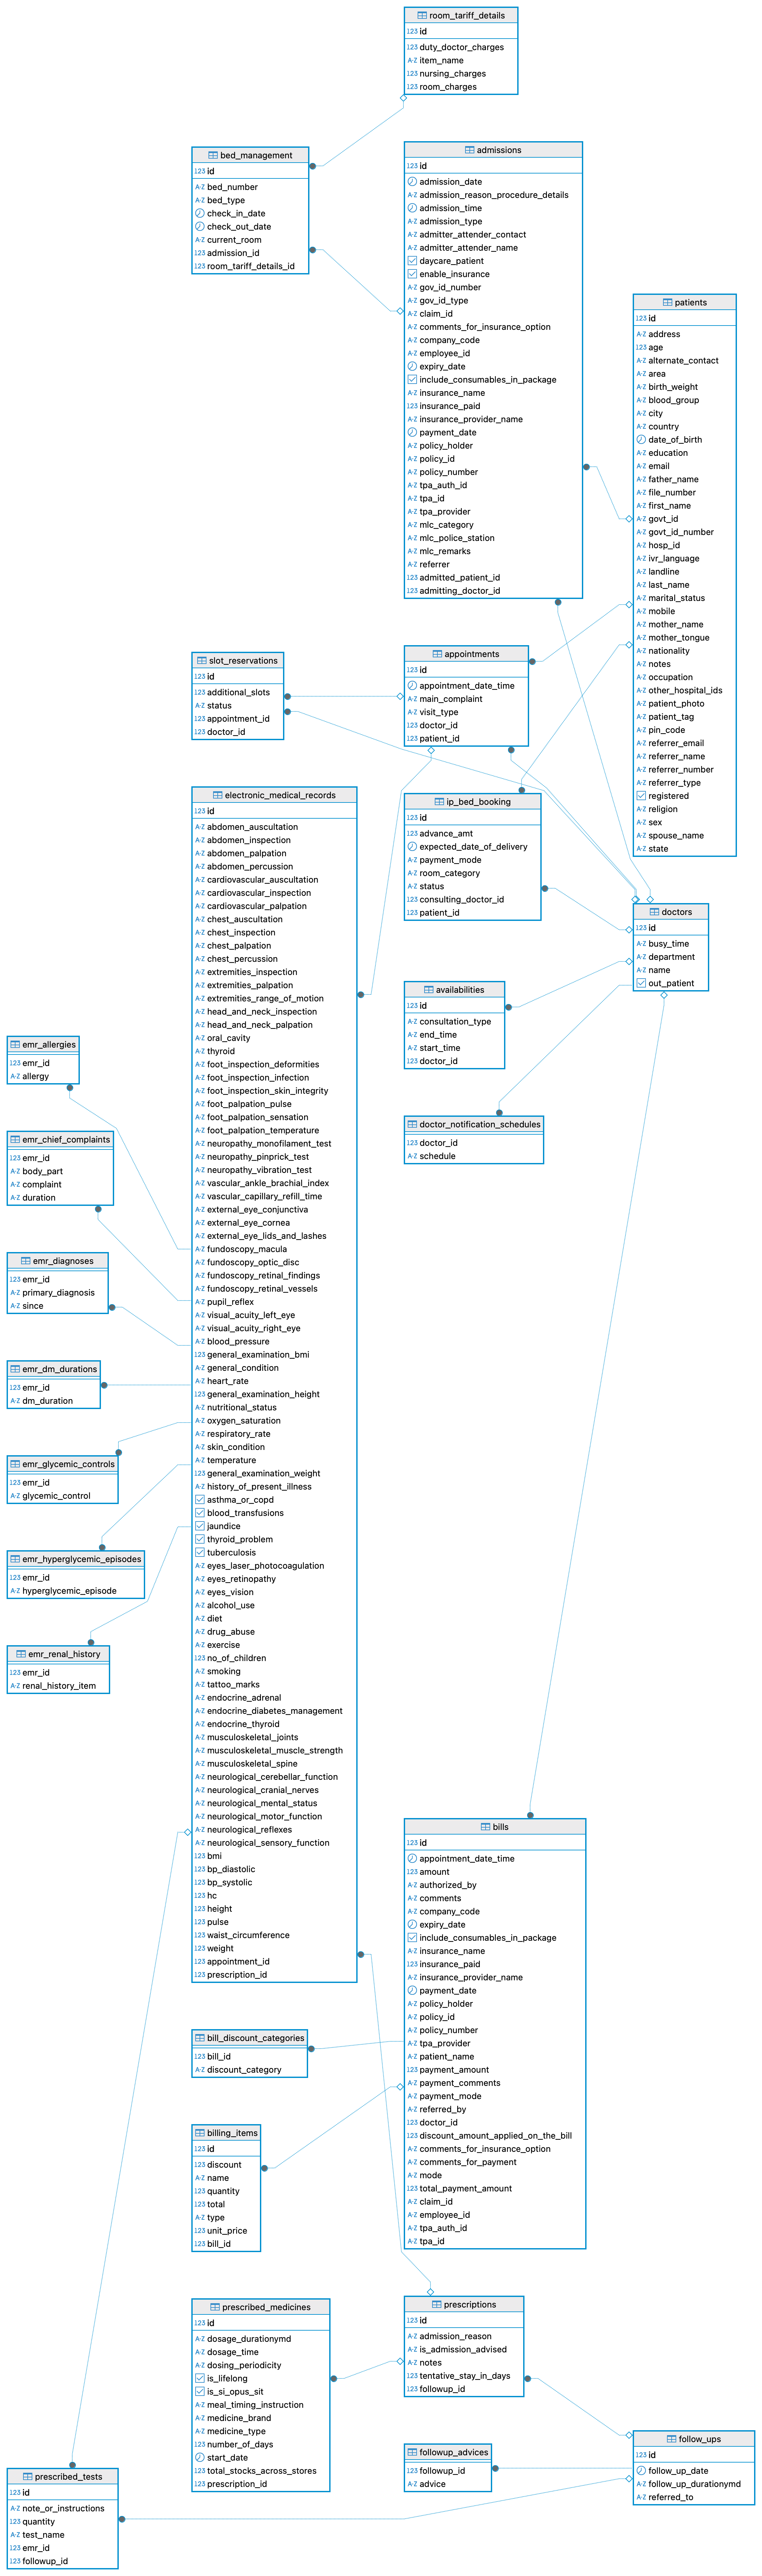 room_tariff_details
123 id
123 duty_doctor_charges
A-Z item_name
123 nursing_charges
123 room_charges
bed_management
123 id
A-Z bed_number
A-Z bed_type
check_in_date
check_out_date
A-Z current_room
123 admission_id
123 room_tariff_details_id
admissions
123 id
admission_date
A-Z admission_reason_procedure_details
admission_time
A-Z admission_type
A-Z admitter_attender_contact
A-Z admitter_attender_name
daycare_patient
enable_insurance
A-Z gov_id_number
A-Z gov_id_type
A-Z claim_id
A-Z comments_for_insurance_option
A-Z company_code
A-Z employee_id
expiry_date
include_consumables_in_package
A-Z insurance_name
123 insurance_paid
A-Z insurance_provider_name
payment_date
A-Z policy_holder
A-Z policy_id
A-Z policy_number
A-Z tpa_auth_id
A-Z tpa_id
A-Z tpa_provider
A-Z mlc_category
A-Z mlc_police_station
A-Z mlc_remarks
A-Z referrer
123 admitted_patient_id
123 admitting_doctor_id
patients
123 id
A-Z address
123 age
A-Z alternate_contact
A-Z area
A-Z birth_weight
A-Z blood_group
A-Z city
A-Z country
date_of_birth
A-Z education
A-Z email
A-Z father_name
A-Z file_number
A-Z first_name
A-Z govt_id
A-Z govt_id_number
A-Z hosp_id
A-Z ivr_language
A-Z landline
A-Z last_name
A-Z marital_status
A-Z mobile
A-Z mother_name
A-Z mother_tongue
A-Z nationality
A-Z notes
A-Z occupation
A-Z other_hospital_ids
A-Z patient_photo
A-Z patient_tag
A-Z pin_code
A-Z referrer_email
A-Z referrer_name
A-Z referrer_number
A-Z referrer_type
registered
A-Z religion
A-Z sex
A-Z spouse_name
A-Z state
slot_reservations
123 id
123 additional_slots
A-Z status
123 appointment_id
123 doctor_id
appointments
123 id
appointment_date_time
A-Z main_complaint
A-Z visit_type
123 doctor_id
123 patient_id
electronic_medical_records
123 id
A-Z abdomen_auscultation
A-Z abdomen_inspection
A-Z abdomen_palpation
A-Z abdomen_percussion
A-Z cardiovascular_auscultation
A-Z cardiovascular_inspection
A-Z cardiovascular_palpation
A-Z chest_auscultation
A-Z chest_inspection
A-Z chest_palpation
A-Z chest_percussion
A-Z extremities_inspection
A-Z extremities_palpation
A-Z extremities_range_of_motion
A-Z head_and_neck_inspection
A-Z head_and_neck_palpation
A-Z oral_cavity
A-Z thyroid
A-Z foot_inspection_deformities
A-Z foot_inspection_infection
A-Z foot_inspection_skin_integrity
A-Z foot_palpation_pulse
A-Z foot_palpation_sensation
A-Z foot_palpation_temperature
A-Z neuropathy_monofilament_test
A-Z neuropathy_pinprick_test
A-Z neuropathy_vibration_test
A-Z vascular_ankle_brachial_index
A-Z vascular_capillary_refill_time
A-Z external_eye_conjunctiva
A-Z external_eye_cornea
A-Z external_eye_lids_and_lashes
A-Z fundoscopy_macula
A-Z fundoscopy_optic_disc
A-Z fundoscopy_retinal_findings
A-Z fundoscopy_retinal_vessels
A-Z pupil_reflex
A-Z visual_acuity_left_eye
A-Z visual_acuity_right_eye
A-Z blood_pressure
123 general_examination_bmi
A-Z general_condition
A-Z heart_rate
123 general_examination_height
A-Z nutritional_status
A-Z oxygen_saturation
A-Z respiratory_rate
A-Z skin_condition
A-Z temperature
123 general_examination_weight
A-Z history_of_present_illness
asthma_or_copd
blood_transfusions
jaundice
thyroid_problem
tuberculosis
A-Z eyes_laser_photocoagulation
A-Z eyes_retinopathy
A-Z eyes_vision
A-Z alcohol_use
A-Z diet
A-Z drug_abuse
A-Z exercise
123 no_of_children
A-Z smoking
A-Z tattoo_marks
A-Z endocrine_adrenal
A-Z endocrine_diabetes_management
A-Z endocrine_thyroid
A-Z musculoskeletal_joints
A-Z musculoskeletal_muscle_strength
A-Z musculoskeletal_spine
A-Z neurological_cerebellar_function
A-Z neurological_cranial_nerves
A-Z neurological_mental_status
A-Z neurological_motor_function
A-Z neurological_reflexes
A-Z neurological_sensory_function
123 bmi
123 bp_diastolic
123 bp_systolic
123 hc
123 height
123 pulse
123 waist_circumference
123 weight
123 appointment_id
123 prescription_id
ip_bed_booking
123 id
123 advance_amt
expected_date_of_delivery
A-Z payment_mode
A-Z room_category
A-Z status
123 consulting_doctor_id
123 patient_id
doctors
123 id
A-Z busy_time
A-Z department
A-Z name
out_patient
availabilities
123 id
A-Z consultation_type
A-Z end_time
A-Z start_time
123 doctor_id
doctor_notification_schedules
123 doctor_id
A-Z schedule
emr_allergies
123 emr_id
A-Z allergy
emr_chief_complaints
123 emr_id
A-Z body_part
A-Z complaint
A-Z duration
emr_diagnoses
123 emr_id
A-Z primary_diagnosis
A-Z since
emr_dm_durations
123 emr_id
A-Z dm_duration
emr_glycemic_controls
123 emr_id
A-Z glycemic_control
emr_hyperglycemic_episodes
123 emr_id
A-Z hyperglycemic_episode
emr_renal_history
123 emr_id
A-Z renal_history_item
bills
123 id
appointment_date_time
123 amount
A-Z authorized_by
A-Z comments
A-Z company_code
expiry_date
include_consumables_in_package
A-Z insurance_name
123 insurance_paid
A-Z insurance_provider_name
payment_date
A-Z policy_holder
A-Z policy_id
A-Z policy_number
A-Z tpa_provider
A-Z patient_name
123 payment_amount
A-Z payment_comments
A-Z payment_mode
A-Z referred_by
123 doctor_id
123 discount_amount_applied_on_the_bill
A-Z comments_for_insurance_option
A-Z comments_for_payment
A-Z mode
123 total_payment_amount
A-Z claim_id
A-Z employee_id
A-Z tpa_auth_id
A-Z tpa_id
bill_discount_categories
123 bill_id
A-Z discount_category
billing_items
123 id
123 discount
A-Z name
123 quantity
123 total
A-Z type
123 unit_price
123 bill_id
prescribed_medicines
123 id
A-Z dosage_durationymd
A-Z dosage_time
A-Z dosing_periodicity
is_lifelong
is_si_opus_sit
A-Z meal_timing_instruction
A-Z medicine_brand
A-Z medicine_type
123 number_of_days
start_date
123 total_stocks_across_stores
123 prescription_id
prescriptions
123 id
A-Z admission_reason
A-Z is_admission_advised
A-Z notes
123 tentative_stay_in_days
123 followup_id
follow_ups
123 id
follow_up_date
A-Z follow_up_durationymd
A-Z referred_to
followup_advices
123 followup_id
A-Z advice
prescribed_tests
123 id
A-Z note_or_instructions
123 quantity
A-Z test_name
123 emr_id
123 followup_id